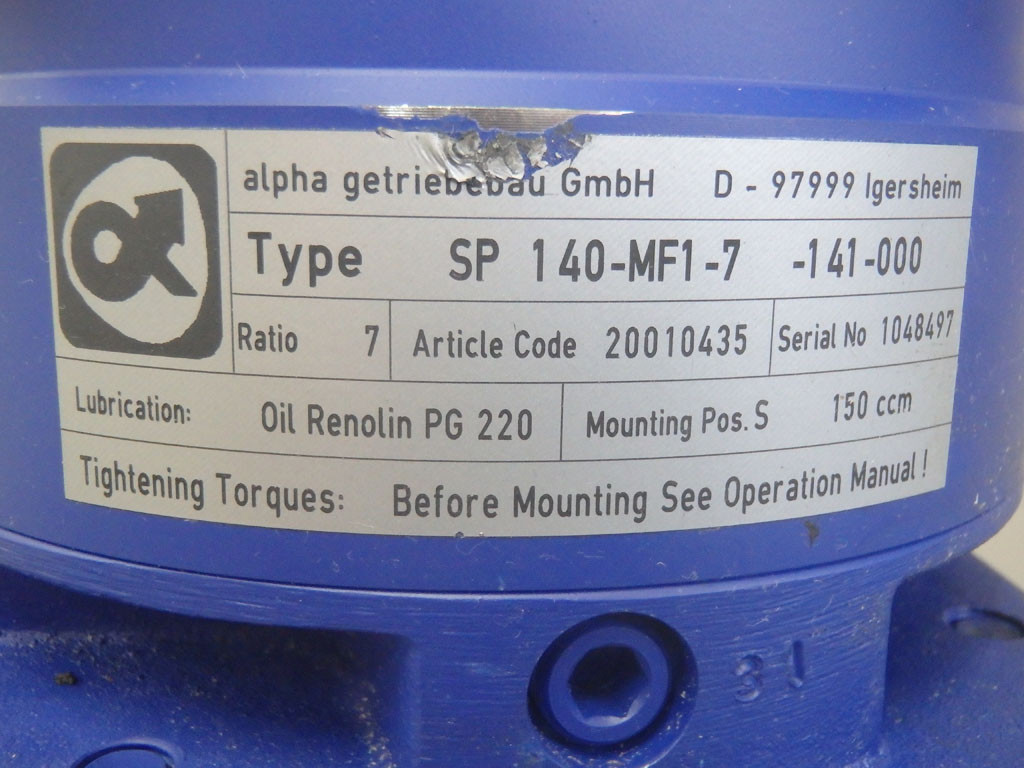 alpha getriebebau GmbH D - 97999 Igersheim
Type SP 140-MF1-7 -141-000
Ratio 7 Article Code 20010435 Serial No 1048497
Lubrication: Oil Renolin PG 220 Mounting Pos. S 150 ccm
Tightening Torques: Before Mounting See Operation Manual !